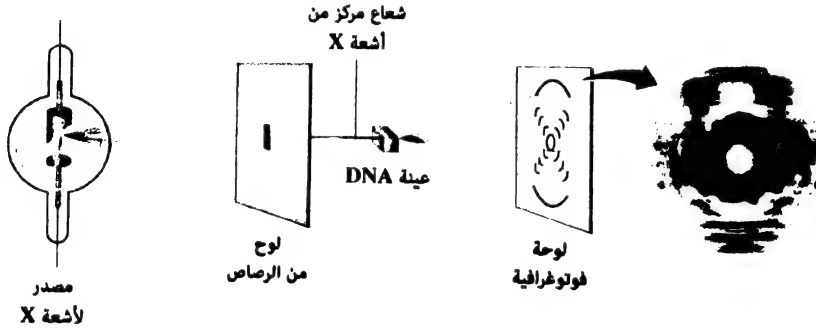 شعاع مركز من
أشعة X
عينة DNA
لوح
من الرصاص
لوحة
فوتوغرافية
مصدر
لأشعة X